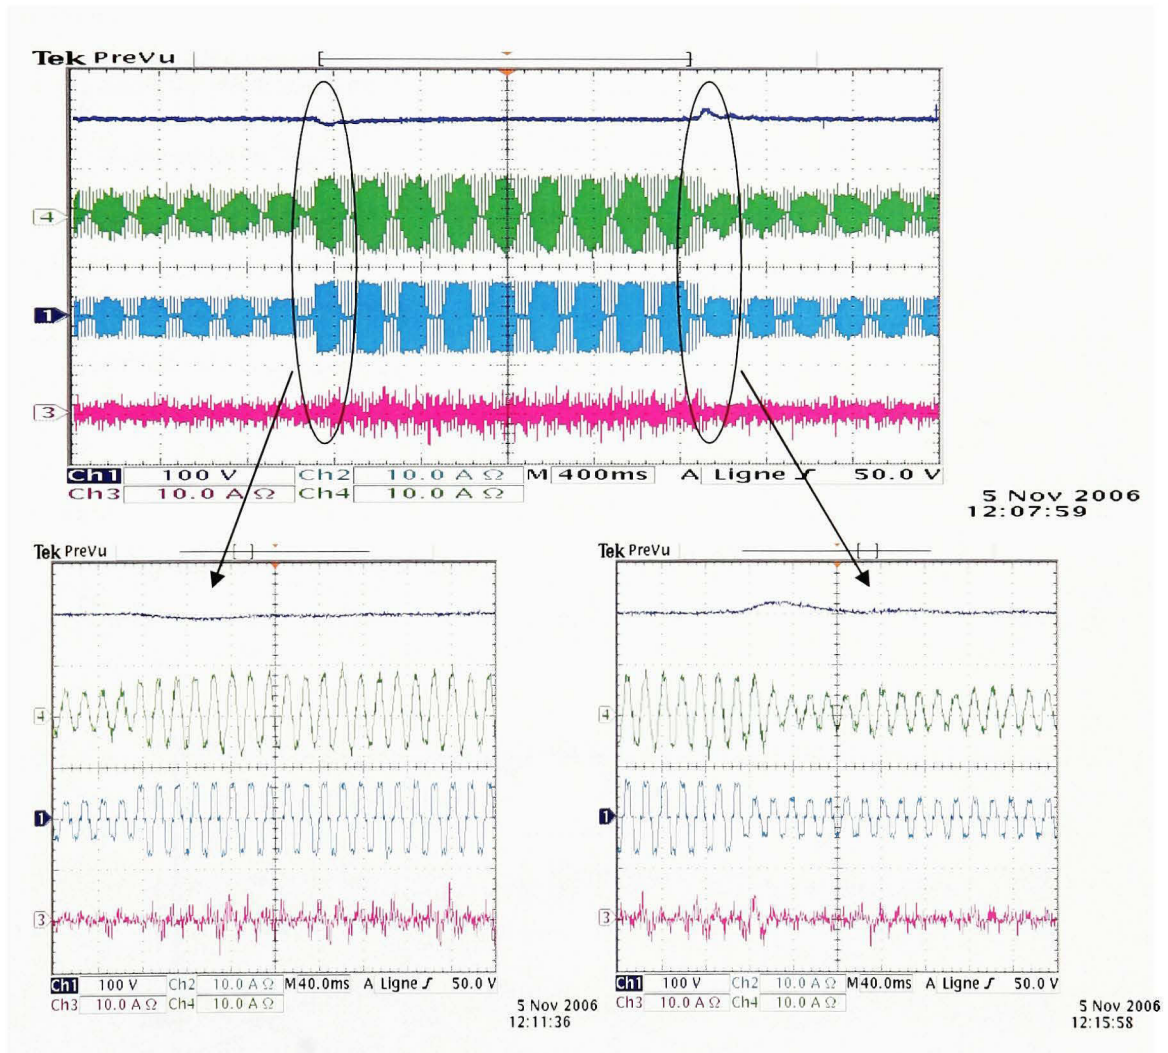 Tek PreVu
4
1
3
Ch1 100 V Ch2 10.0 A Ω M 400ms A Ligne ƒ 50.0 V
Ch3 10.0 A Ω Ch4 10.0 A Ω
5 Nov 2006
12:07:59
Tek PreVu
4
1
3
Ch1 100 V Ch2 10.0 A Ω M 40.0ms A Ligne ƒ 50.0 V
Ch3 10.0 A Ω Ch4 10.0 A Ω
5 Nov 2006
12:11:36
Tek PreVu
4
1
3
Ch1 100 V Ch2 10.0 A Ω M 40.0ms A Ligne ƒ 50.0 V
Ch3 10.0 A Ω Ch4 10.0 A Ω
5 Nov 2006
12:15:58